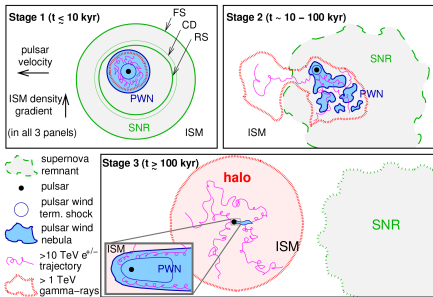 Stage 1 (t ≲ 10 kyr)
FS
CD
RS
pulsar
velocity
PWN
ISM density
gradient
(in all 3 panels)
SNR
ISM
Stage 2 (t ~ 10 – 100 kyr)
SNR
PWN
ISM
supernova
remnant
pulsar
pulsar wind
term. shock
pulsar wind
nebula
>10 TeV e+/−
trajectory
> 1 TeV
gamma−rays
Stage 3 (t ≳ 100 kyr)
halo
ISM
SNR
ISM
PWN